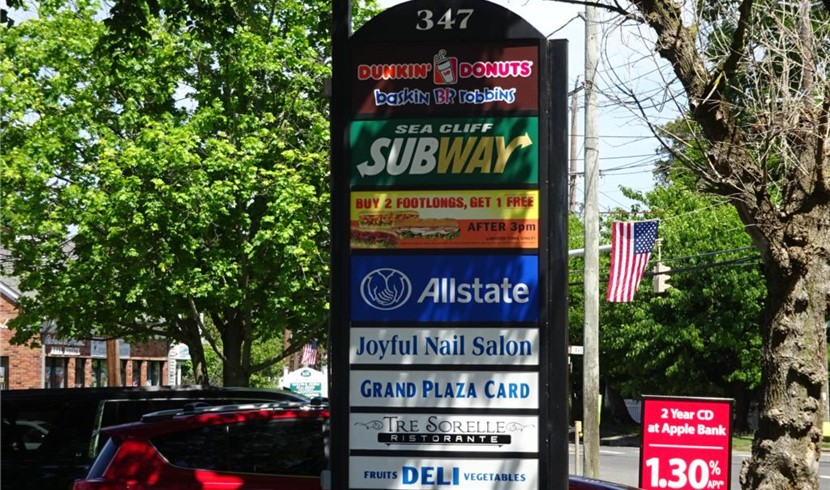 347
DUNKIN' DONUTS
baskin BR robbins
SEA CLIFF
SUBWAY
BUY 2 FOOTLONGS, GET 1 FREE
AFTER 3pm
Allstate
Joyful Nail Salon
GRAND PLAZA CARD
TRE SORELLE
RISTORANTE
FRUITS DELI VEGETABLES
2 Year CD
at Apple Bank
1.30%
APY*